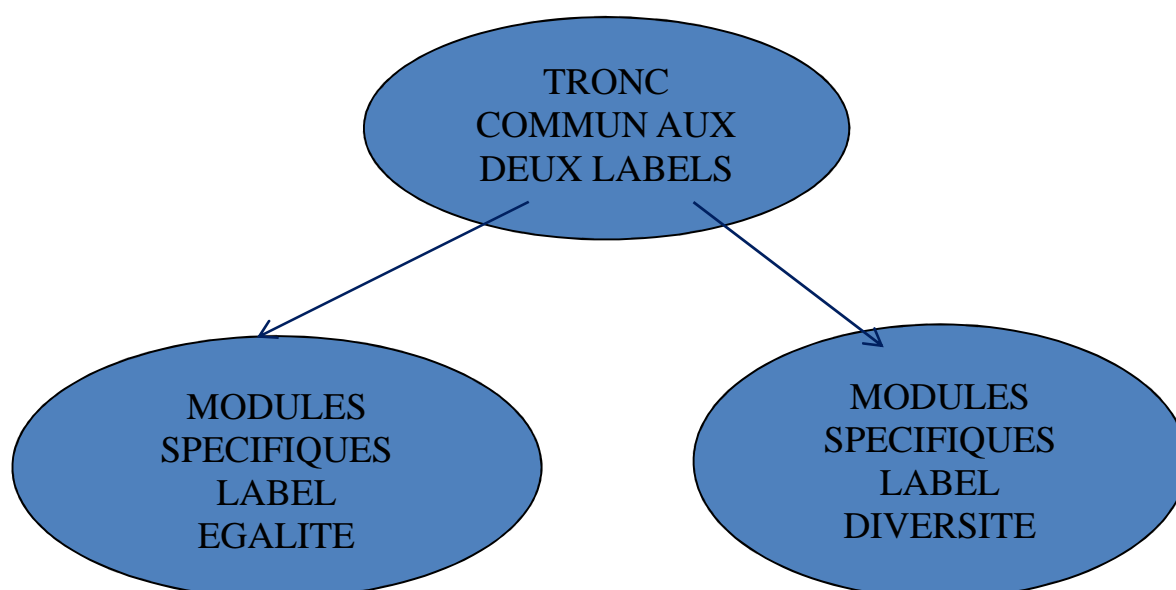 TRONC
COMMUN AUX
DEUX LABELS
MODULES
SPECIFIQUES
LABEL
EGALITE
MODULES
SPECIFIQUES
LABEL
DIVERSITE